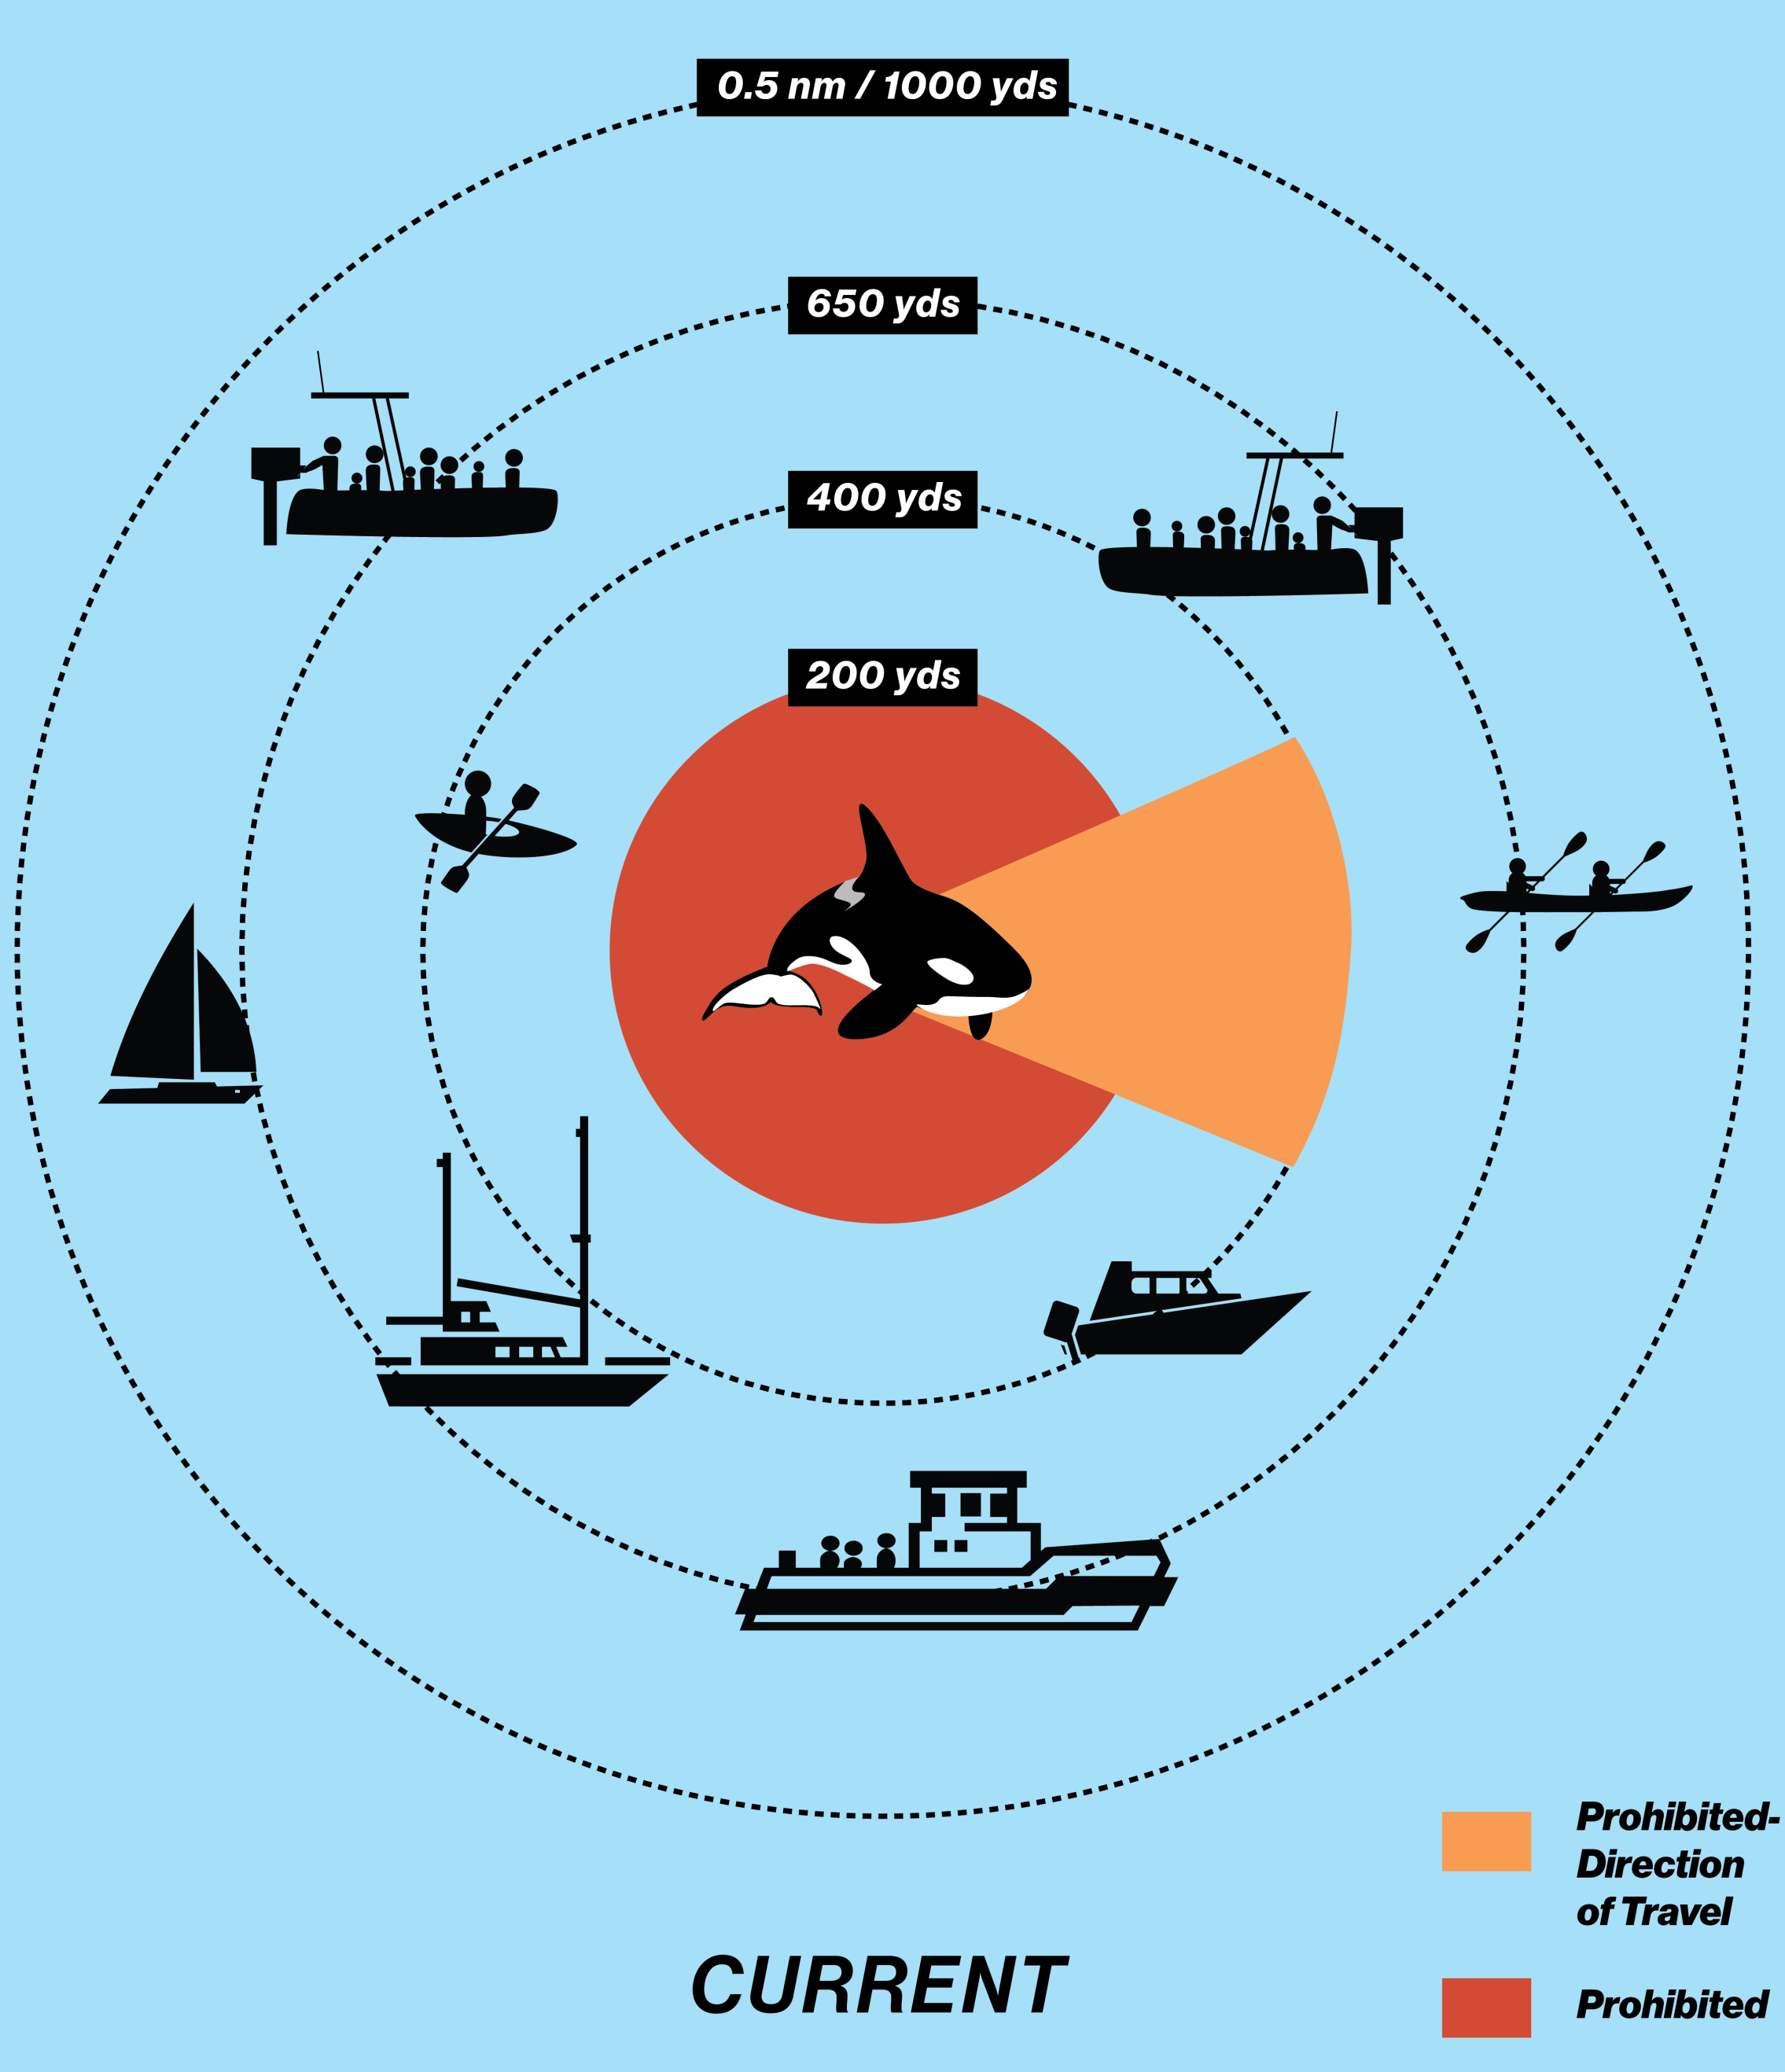 0.5 nm / 1000 yds
650 yds
400 yds
200 yds
Prohibited-
Direction
of Travel
CURRENT
Prohibited